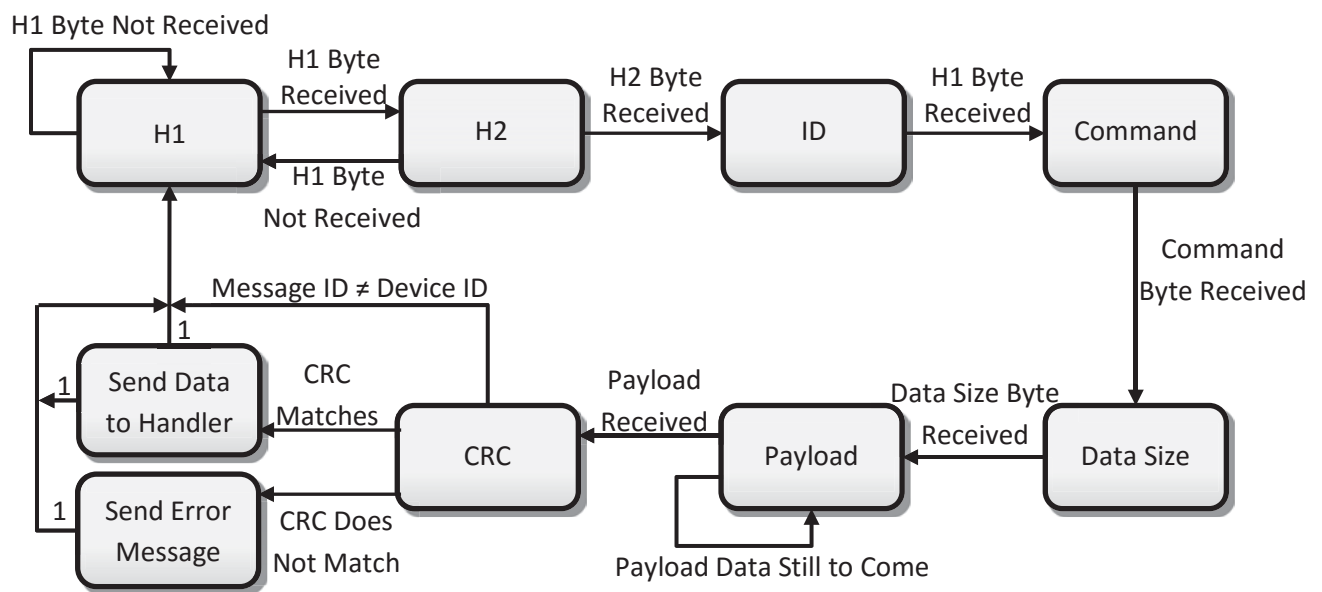 H1 Byte Not Received
H1 Byte
Received
H2 Byte
Received
H1 Byte
Received
H1
H2
ID
Command
H1 Byte
Not Received
Command
Byte Received
Message ID ≠ Device ID
1
Send Data
to Handler
1
CRC
Matches
Payload
Received
Data Size Byte
Received
CRC
Payload
Data Size
Send Error
Message
1
CRC Does
Not Match
Payload Data Still to Come